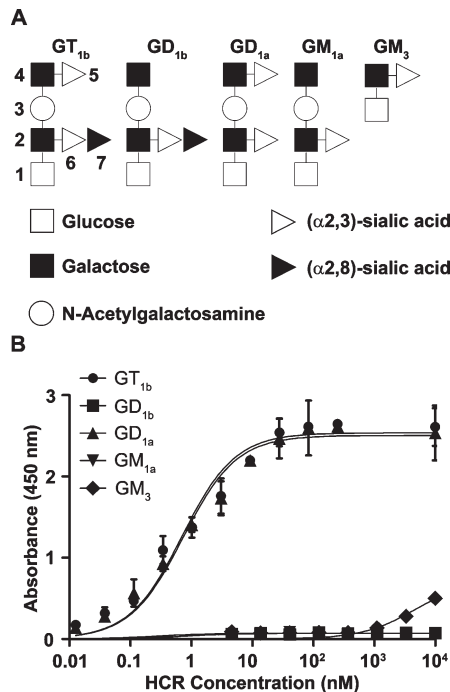 A
GT1b GD1b GD1a GM1a GM3
4 5
3
2
6 7
1
Glucose (α2,3)-sialic acid
Galactose (α2,8)-sialic acid
N-Acetylgalactosamine
B
GT1b
GD1b
GD1a
GM1a
GM3
3
2
1
0
Absorbance (450 nm)
0.01 0.1 1 10 10² 10³ 10⁴
HCR Concentration (nM)